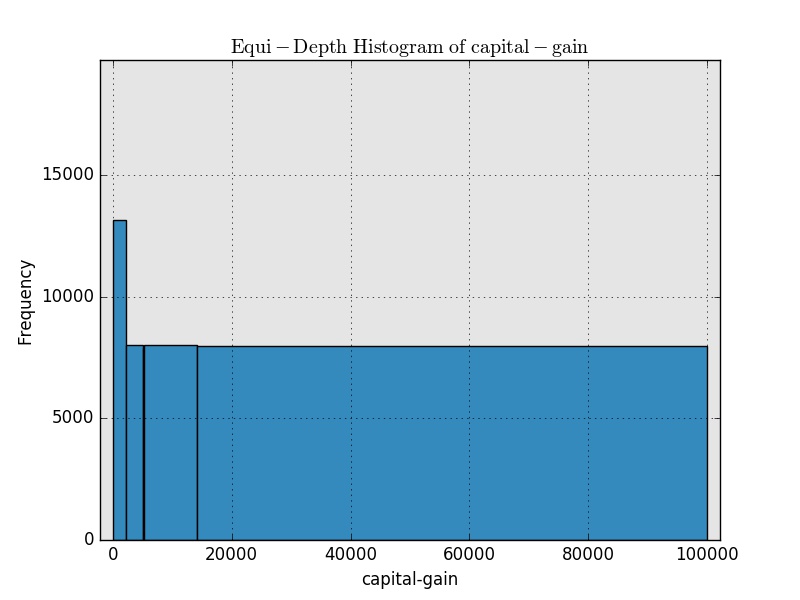 Equi − Depth Histogram of capital − gain
15000
10000
5000
0
Frequency
0 20000 40000 60000 80000 100000
capital-gain